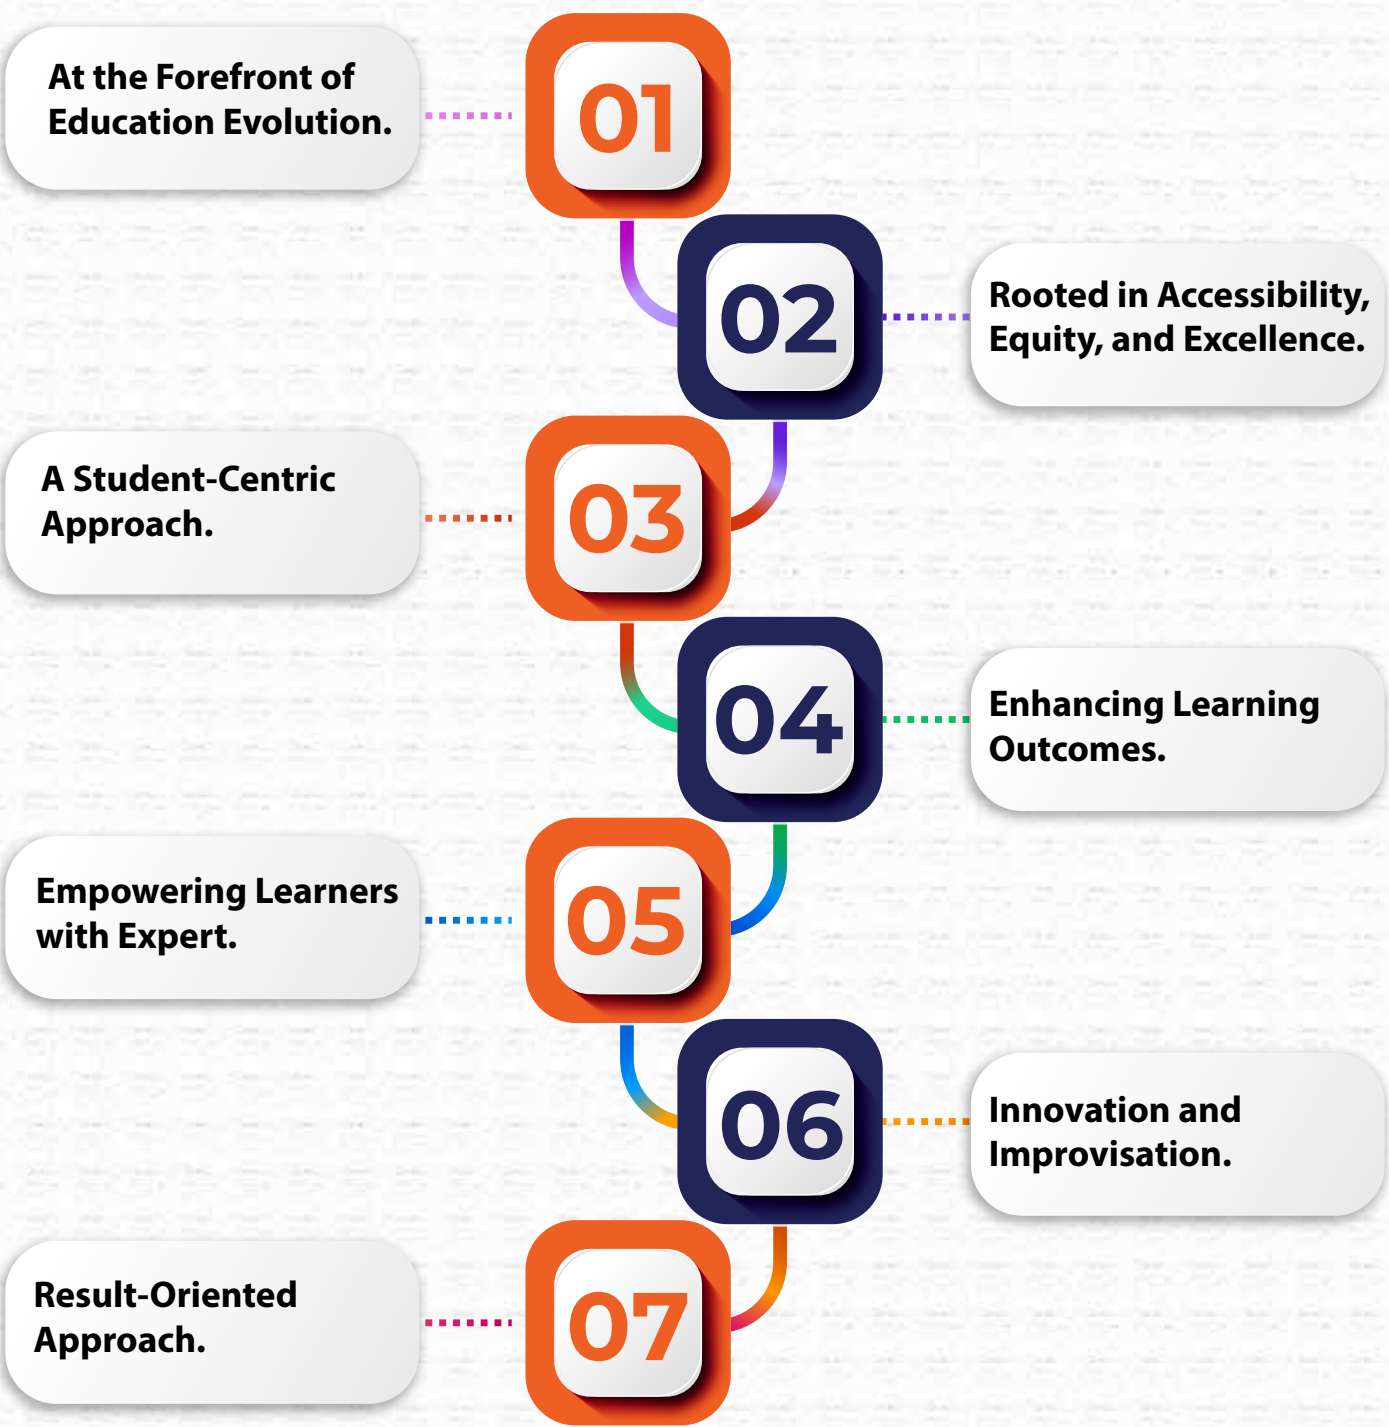 At the Forefront of
Education Evolution.
01
02
Rooted in Accessibility,
Equity, and Excellence.
A Student-Centric
Approach.
03
04
Enhancing Learning
Outcomes.
Empowering Learners
with Expert.
05
06
Innovation and
Improvisation.
Result-Oriented
Approach.
07